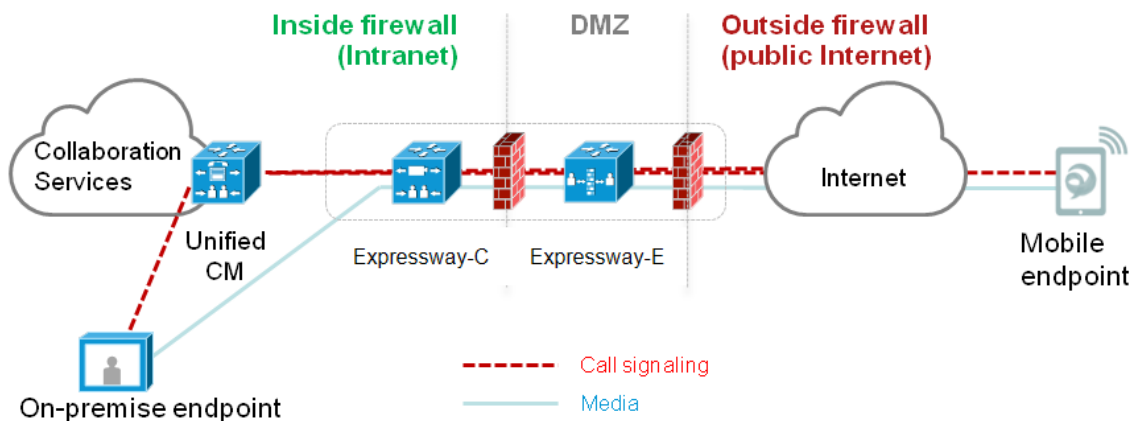 Inside firewall
(Intranet)
DMZ
Outside firewall
(public Internet)
Collaboration
Services
Internet
Unified
CM
Expressway-C
Expressway-E
Mobile
endpoint
On-premise endpoint
Call signaling
Media